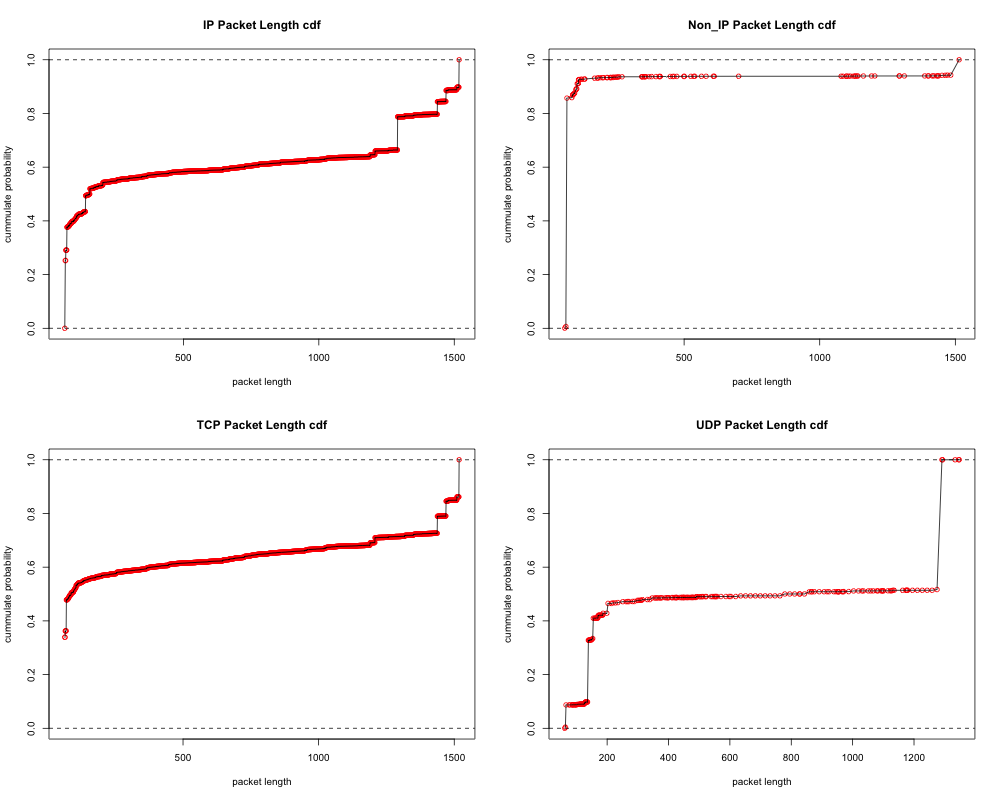 IP Packet Length cdf
cummulate probability
0.0 0.2 0.4 0.6 0.8 1.0
500 1000 1500
packet length
Non_IP Packet Length cdf
cummulate probability
0.0 0.2 0.4 0.6 0.8 1.0
500 1000 1500
packet length
TCP Packet Length cdf
cummulate probability
0.0 0.2 0.4 0.6 0.8 1.0
500 1000 1500
packet length
UDP Packet Length cdf
cummulate probability
0.0 0.2 0.4 0.6 0.8 1.0
200 400 600 800 1000 1200
packet length